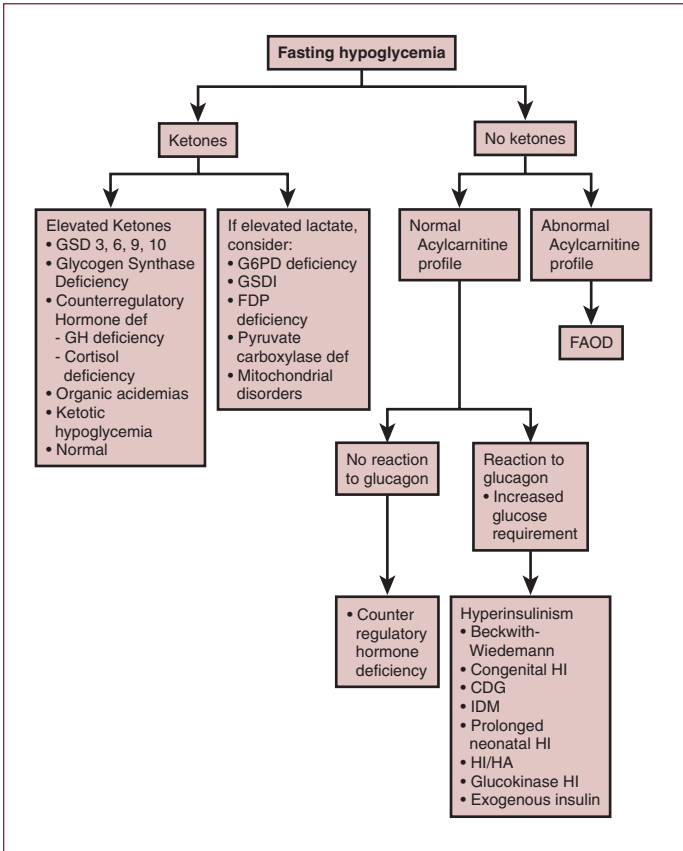 Fasting hypoglycemia
Ketones
No ketones
Elevated Ketones
• GSD 3, 6, 9, 10
• Glycogen Synthase
Deficiency
• Counterregulatory
Hormone def
- GH deficiency
- Cortisol
deficiency
• Organic acidemias
• Ketotic
hypoglycemia
• Normal
If elevated lactate,
consider:
• G6PD deficiency
• GSDI
• FDP
deficiency
• Pyruvate
carboxylase def
• Mitochondrial
disorders
Normal
Acylcarnitine
profile
Abnormal
Acylcarnitine
profile
FAOD
No reaction
to glucagon
Reaction to
glucagon
• Increased
glucose
requirement
• Counter
regulatory
hormone
deficiency
Hyperinsulinism
• Beckwith-
Wiedemann
• Congenital HI
• CDG
• IDM
• Prolonged
neonatal HI
• HI/HA
• Glucokinase HI
• Exogenous insulin